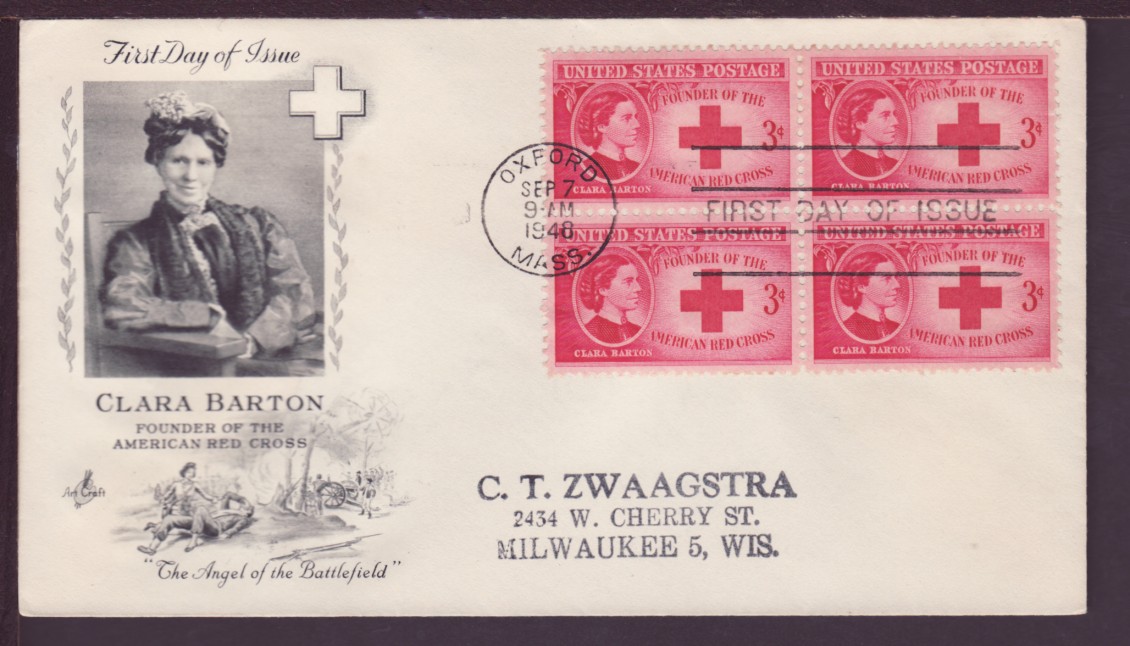 First Day of Issue
CLARA BARTON
FOUNDER OF THE
AMERICAN RED CROSS
Art Craft
"The Angel of the Battlefield"
OXFORD
SEP 7
9-AM
1948
MASS.
UNITED STATES POSTAGE
FOUNDER OF THE
3¢
AMERICAN RED CROSS
CLARA BARTON
UNITED STATES POSTAGE
FOUNDER OF THE
3¢
AMERICAN RED CROSS
CLARA BARTON
FIRST DAY OF ISSUE
UNITED STATES POSTAGE
FOUNDER OF THE
3¢
AMERICAN RED CROSS
CLARA BARTON
UNITED STATES POSTAGE
FOUNDER OF THE
3¢
AMERICAN RED CROSS
CLARA BARTON
C. T. ZWAAGSTRA
2434 W. CHERRY ST.
MILWAUKEE 5, WIS.